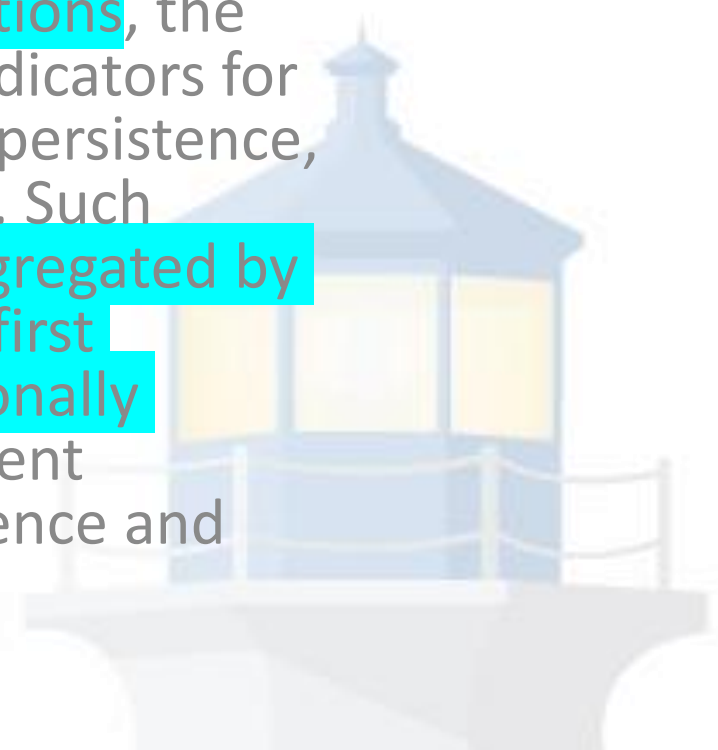 tions, the
dicators for
persistence,
. Such
gregated by
first
onally
ent
ence and